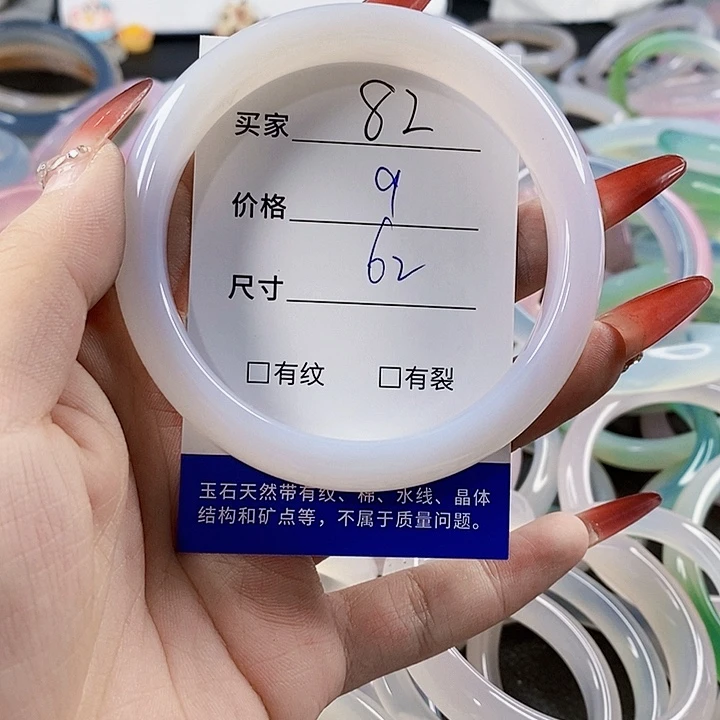 买家 82
价格 9
尺寸 62
□有纹 □有裂
玉石天然带有纹、棉、水线、晶体
结构和矿点等，不属于质量问题。